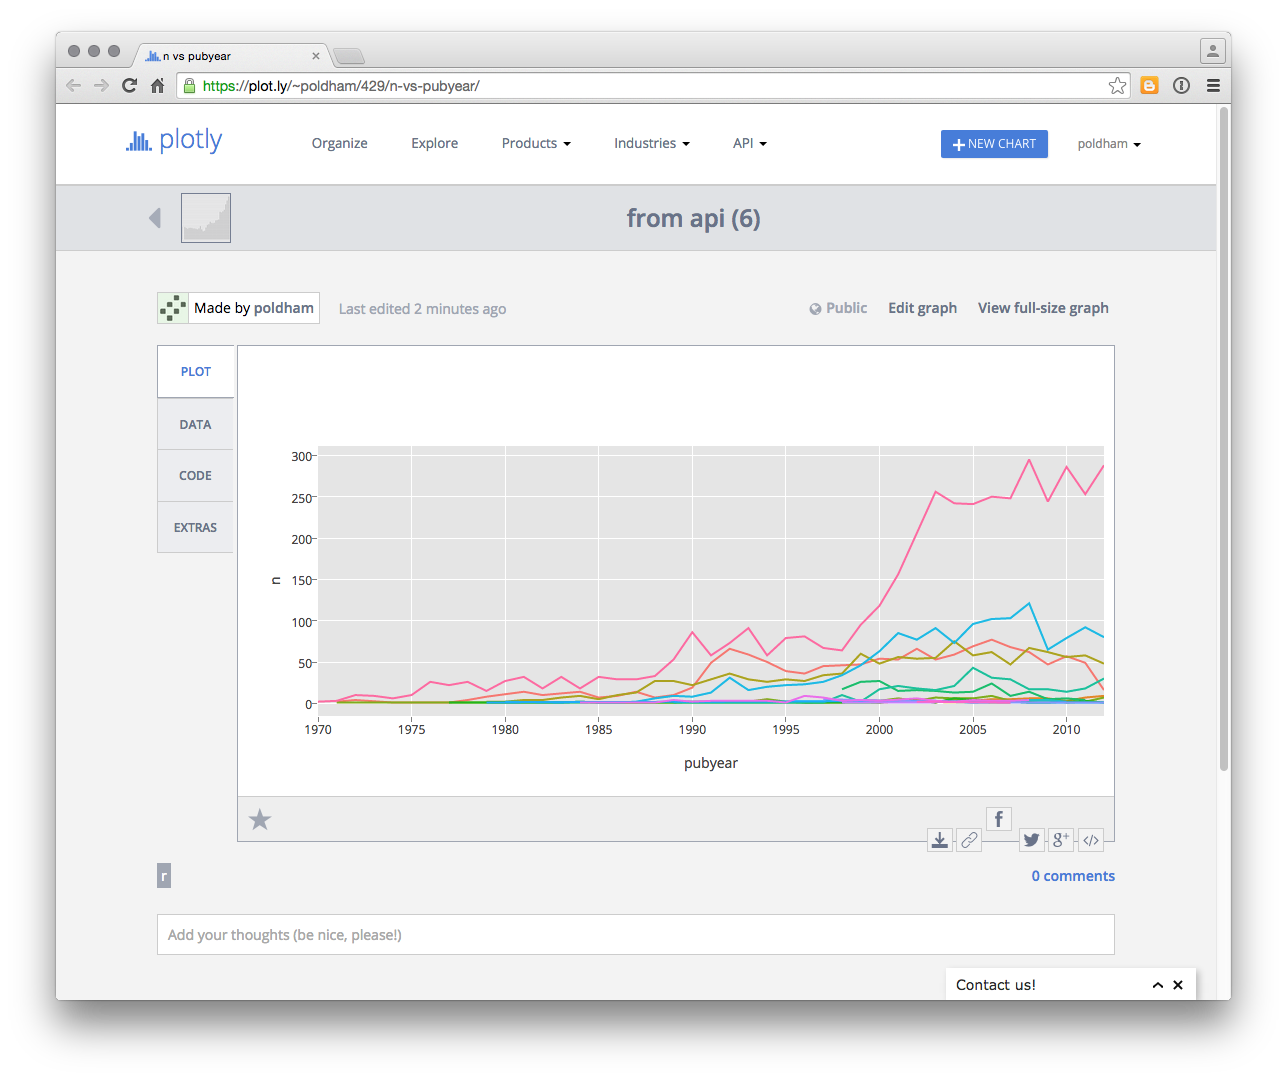 n vs pubyear
https://plot.ly/~poldham/429/n-vs-pubyear/
plotly
Organize Explore Products Industries API NEW CHART poldham
from api (6)
Made by poldham Last edited 2 minutes ago Public Edit graph View full-size graph
PLOT
DATA
CODE
EXTRAS
300
250
200
150
100
50
0
n
1970 1975 1980 1985 1990 1995 2000 2005 2010
pubyear
f
g+
</>
r
0 comments
Add your thoughts (be nice, please!)
Contact us!